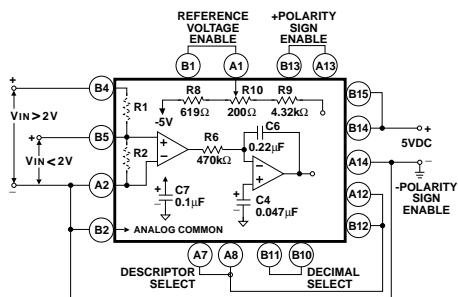 REFERENCE
VOLTAGE
ENABLE
+POLARITY
SIGN
ENABLE
B1
A1
B13
A13
B4
R8
R10
R9
B15
+
R1
-5V
619Ω
200Ω
4.32kΩ
VIN>2V
B5
R6
C6
0.22µF
B14
+
5VDC
VIN<2V
+
R2
470kΩ
A14
−
A2
C7
0.1µF
+
C4
0.047µF
A12
-POLARITY
SIGN
ENABLE
B2
ANALOG COMMON
B12
A7
A8
B11
B10
DESCRIPTOR
SELECT
DECIMAL
SELECT